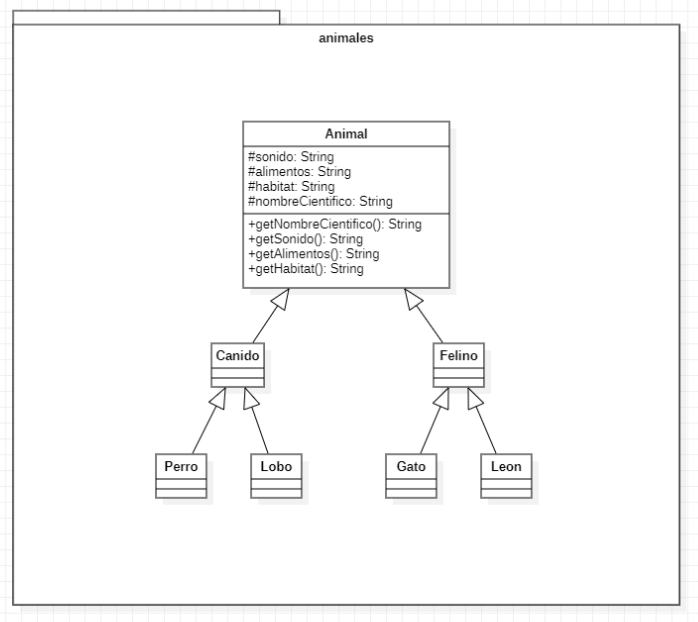 animales
Animal
#sonido: String
#alimentos: String
#habitat: String
#nombreCientifico: String
+getNombreCientifico(): String
+getSonido(): String
+getAlimentos(): String
+getHabitat(): String
Canido
Felino
Perro
Lobo
Gato
Leon